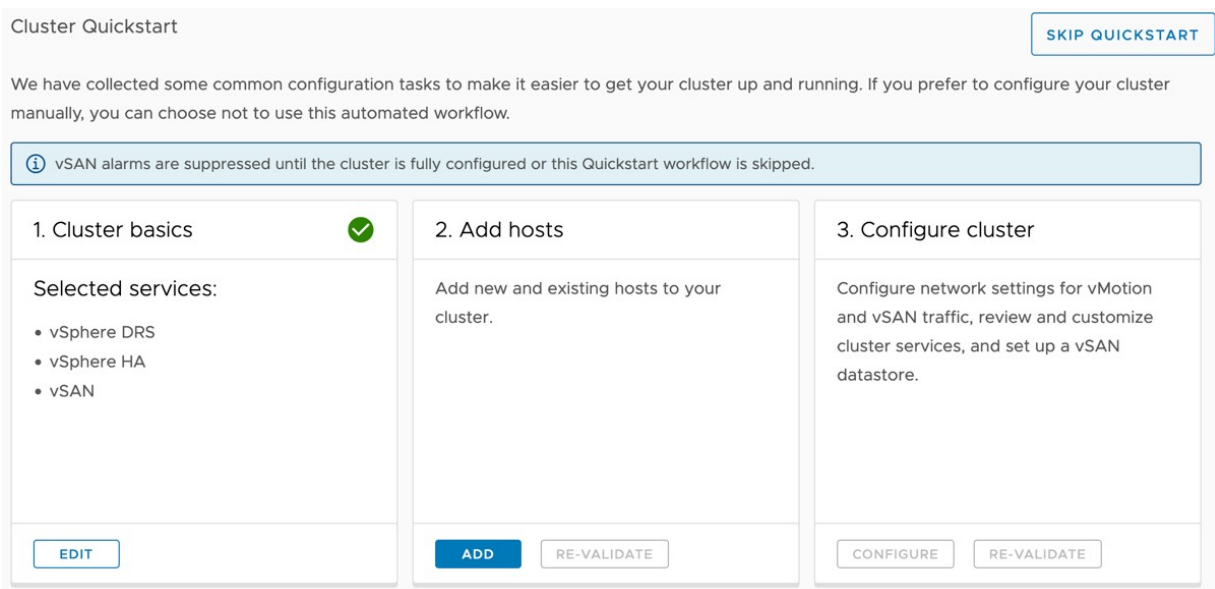 Cluster Quickstart
SKIP QUICKSTART
We have collected some common configuration tasks to make it easier to get your cluster up and running. If you prefer to configure your cluster
manually, you can choose not to use this automated workflow.
vSAN alarms are suppressed until the cluster is fully configured or this Quickstart workflow is skipped.
1. Cluster basics
Selected services:
• vSphere DRS
• vSphere HA
• vSAN
EDIT
2. Add hosts
Add new and existing hosts to your
cluster.
ADD
RE-VALIDATE
3. Configure cluster
Configure network settings for vMotion
and vSAN traffic, review and customize
cluster services, and set up a vSAN
datastore.
CONFIGURE
RE-VALIDATE